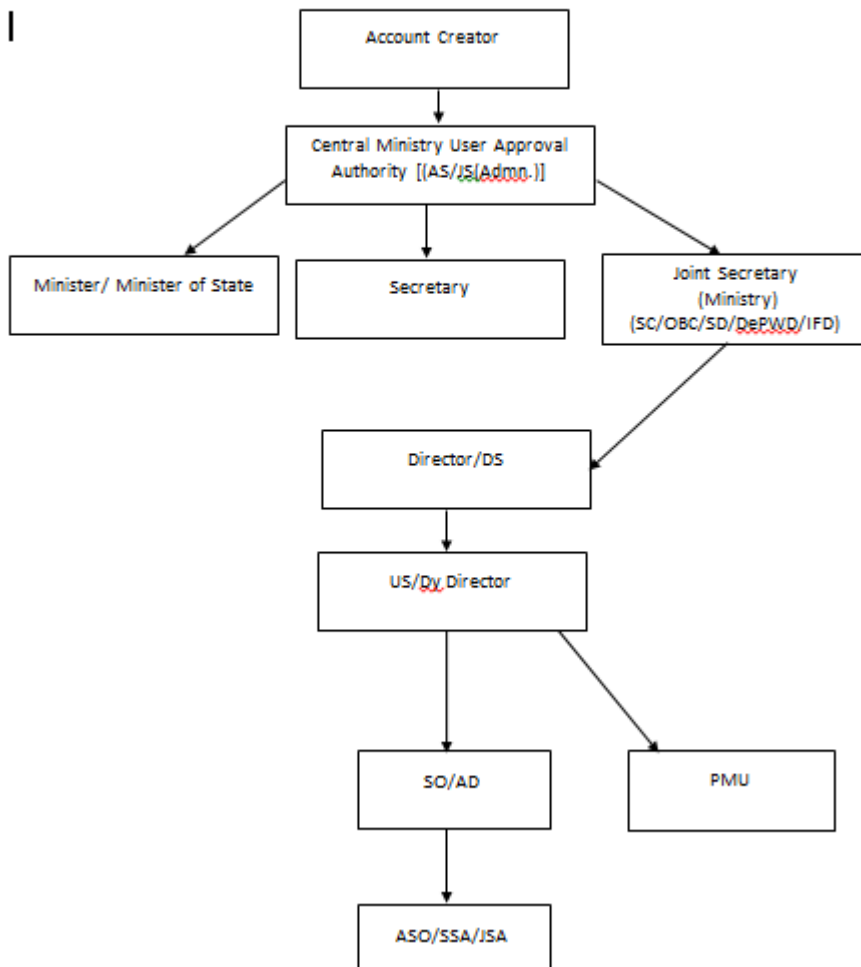 I
Account Creator
Central Ministry User Approval
Authority [(AS/JS(Admn.)]
Minister/ Minister of State
Secretary
Joint Secretary
(Ministry)
(SC/OBC/SD/DePWD/IFD)
Director/DS
US/Dy.Director
SO/AD
PMU
ASO/SSA/JSA